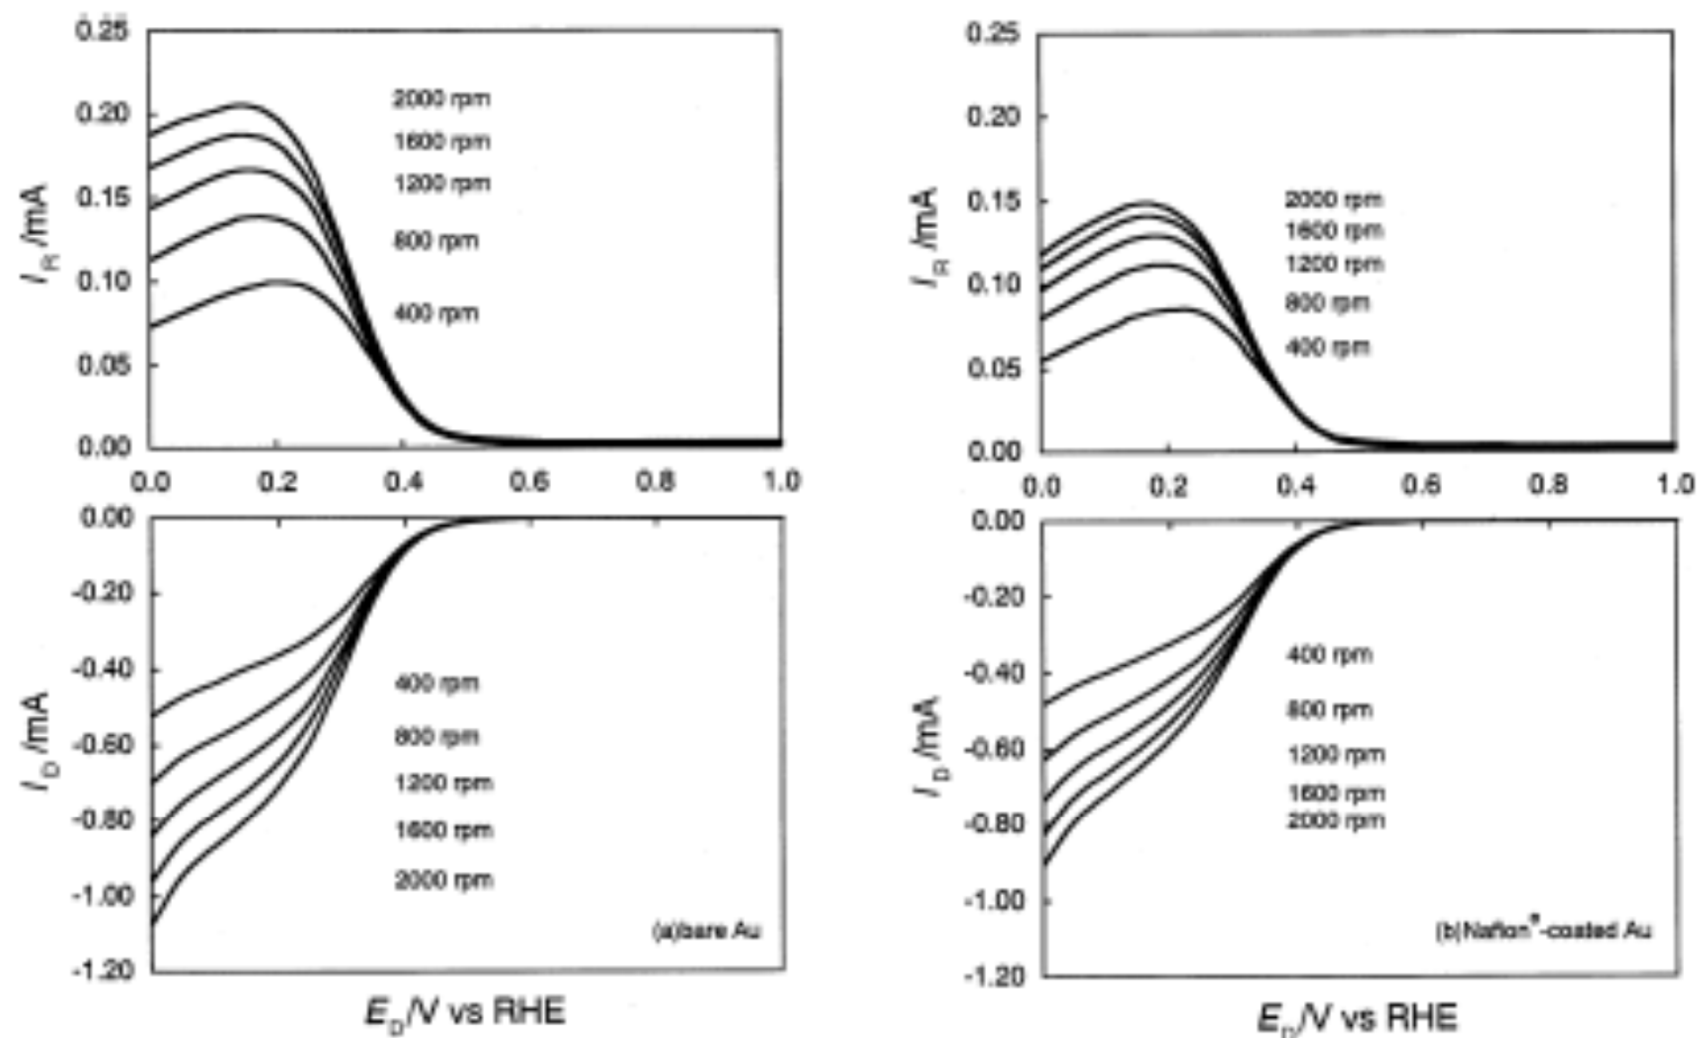 0.25
0.20
0.15
0.10
0.05
0.00
I R /mA
2000 rpm
1600 rpm
1200 rpm
800 rpm
400 rpm
0.0 0.2 0.4 0.6 0.8 1.0
0.00
-0.20
-0.40
-0.60
-0.80
-1.00
-1.20
I D /mA
400 rpm
800 rpm
1200 rpm
1600 rpm
2000 rpm
(a)bare Au
E D /V vs RHE
0.25
0.20
0.15
0.10
0.05
0.00
I R /mA
2000 rpm
1600 rpm
1200 rpm
800 rpm
400 rpm
0.0 0.2 0.4 0.6 0.8 1.0
0.00
-0.20
-0.40
-0.60
-0.80
-1.00
-1.20
I D /mA
400 rpm
800 rpm
1200 rpm
1600 rpm
2000 rpm
(b)Nafion®-coated Au
E D /V vs RHE